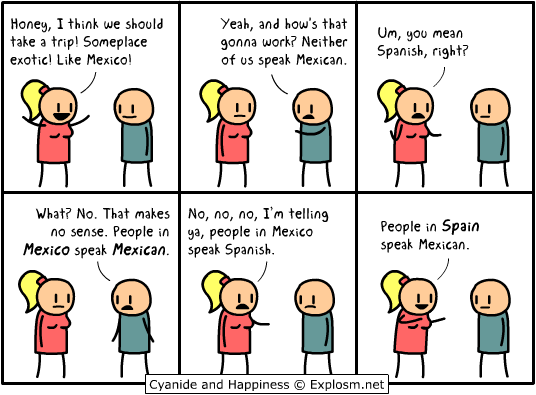 Honey, I think we should
take a trip! Someplace
exotic! Like Mexico!
Yeah, and how's that
gonna work? Neither
of us speak Mexican.
Um, you mean
Spanish, right?
What? No. That makes
no sense. People in
Mexico speak Mexican.
No, no, no, I'm telling
ya, people in Mexico
speak Spanish.
People in Spain
speak Mexican.
Cyanide and Happiness © Explosm.net